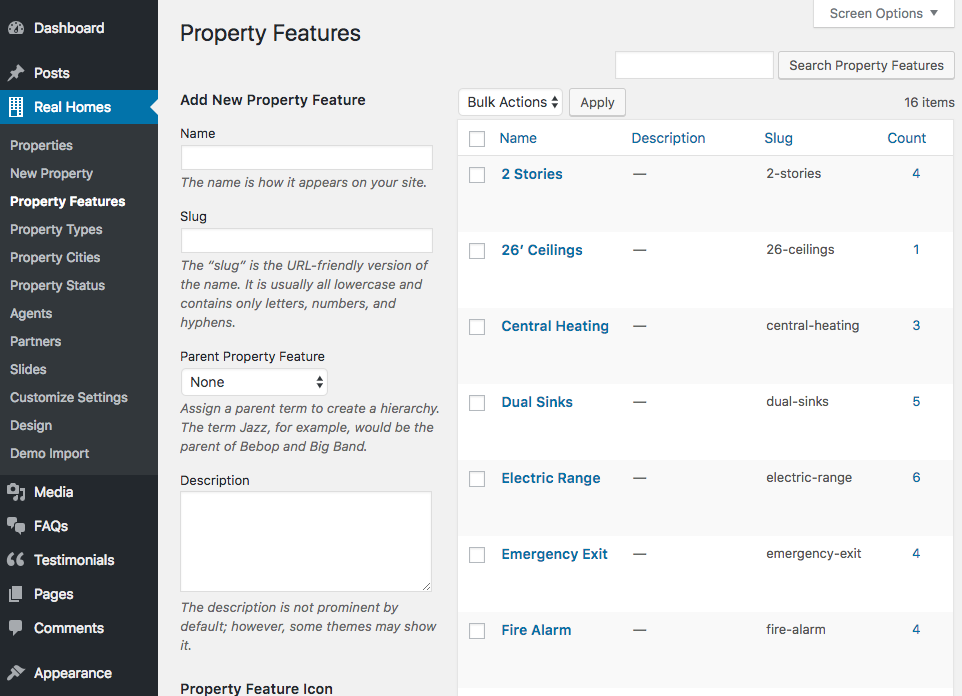 Dashboard
Posts
Real Homes
Properties
New Property
Property Features
Property Types
Property Cities
Property Status
Agents
Partners
Slides
Customize Settings
Design
Demo Import
Media
FAQs
Testimonials
Pages
Comments
Appearance
Screen Options
Property Features
Search Property Features
Add New Property Feature
Name
The name is how it appears on your site.
Slug
The “slug” is the URL-friendly version of
the name. It is usually all lowercase and
contains only letters, numbers, and
hyphens.
Parent Property Feature
None
Assign a parent term to create a hierarchy.
The term Jazz, for example, would be the
parent of Bebop and Big Band.
Description
The description is not prominent by
default; however, some themes may show
it.
Property Feature Icon
Bulk Actions Apply 16 items
Name Description Slug Count
2 Stories — 2-stories 4
26′ Ceilings — 26-ceilings 1
Central Heating — central-heating 3
Dual Sinks — dual-sinks 5
Electric Range — electric-range 6
Emergency Exit — emergency-exit 4
Fire Alarm — fire-alarm 4